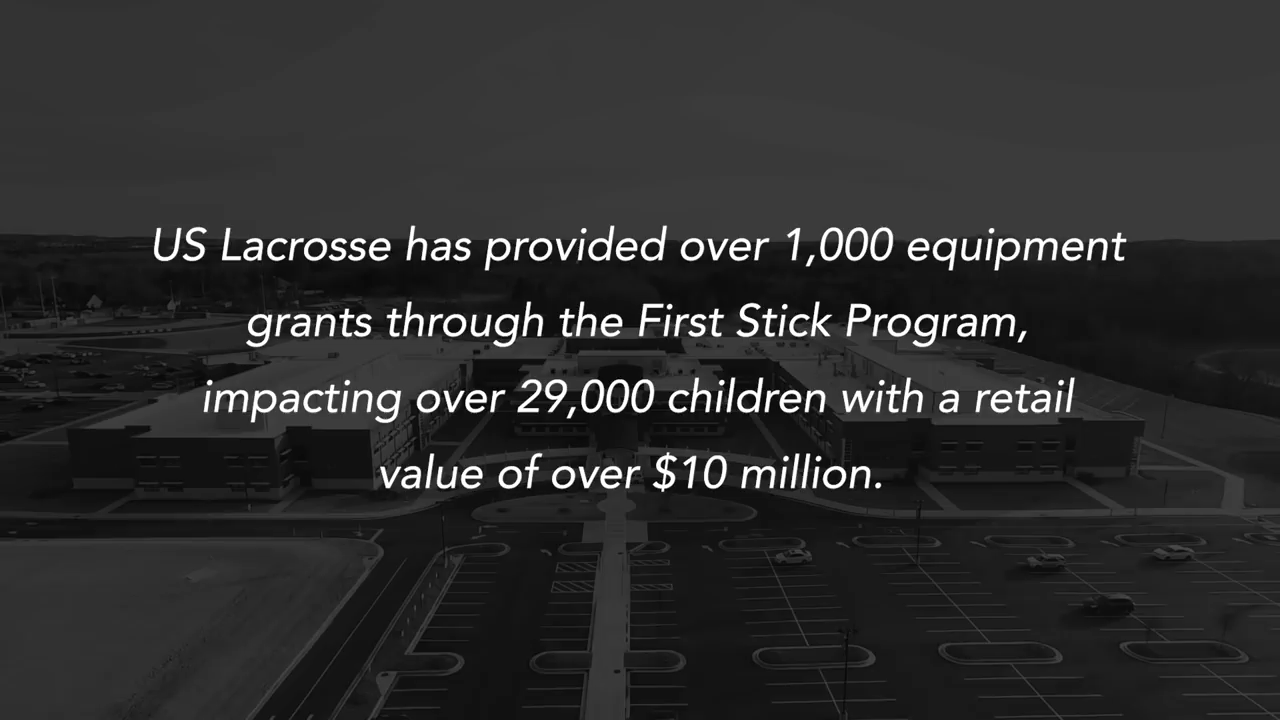 US Lacrosse has provided over 1,000 equipment
grants through the First Stick Program,
impacting over 29,000 children with a retail
value of over $10 million.